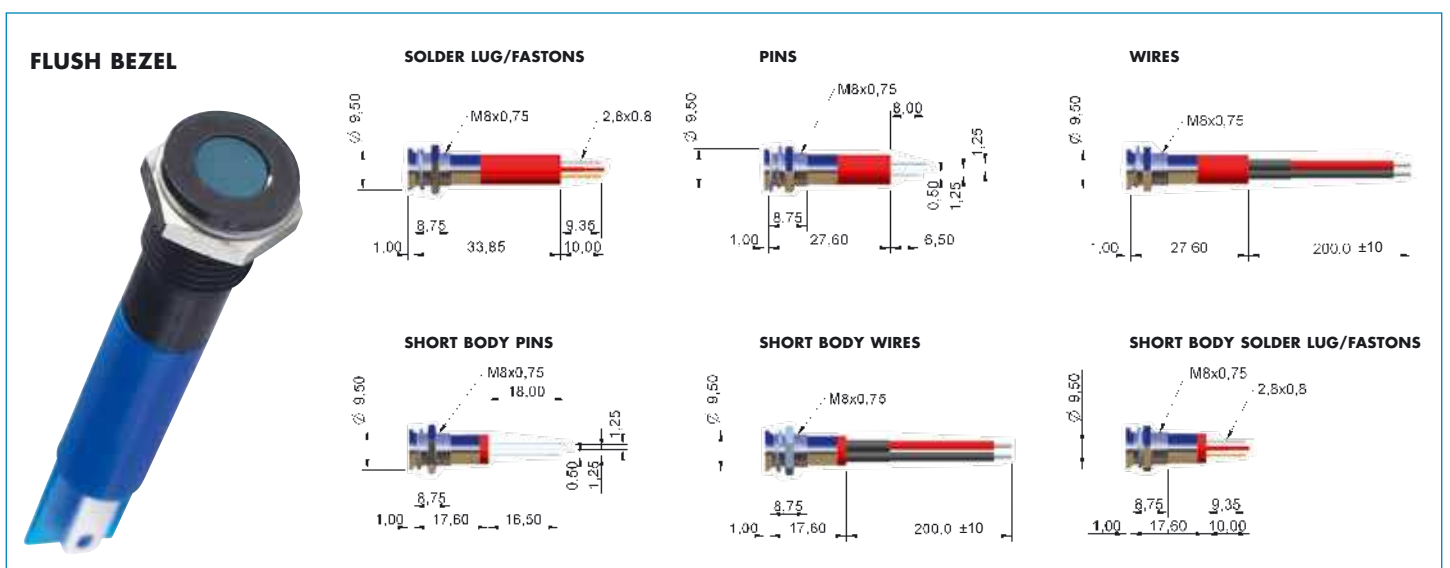 FLUSH BEZEL
SOLDER LUG/FASTONS
Ø 9,50
M8x0,75
2,8x0.8
8,75
9.35
1.00
33,85
10,00
PINS
Ø 9,50
M8x0,75
8.00
1,25
0,50
1,25
8.75
1,00
27,60
6,50
WIRES
Ø 9,50
M8x0,75
1,00
27 60
200,0 ±10
SHORT BODY PINS
Ø 9,50
M8x0,75
18.00
1,25
0.50
1,25
8,75
1,00
17,60
16,50
SHORT BODY WIRES
Ø 9,50
M8x0,75
8.75
1,00
17,60
200,0 ±10
SHORT BODY SOLDER LUG/FASTONS
Ø 9,50
M8x0,75
2,8x0,8
8,75
9,35
1,00
17,60
10,00